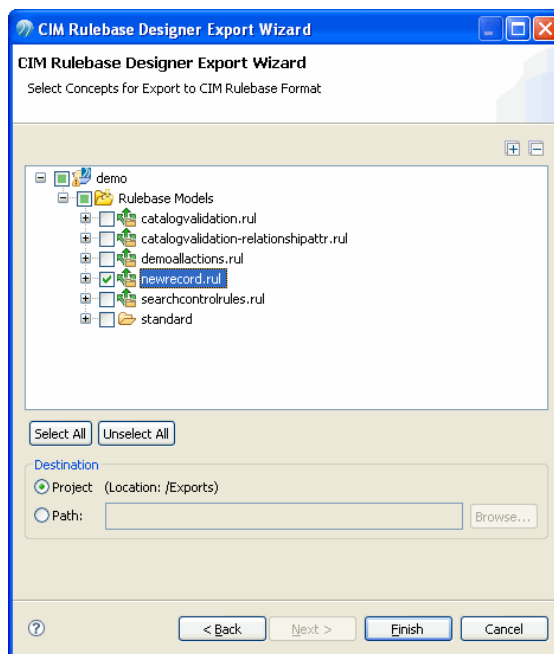 CIM Rulebase Designer Export Wizard
CIM Rulebase Designer Export Wizard
Select Concepts for Export to CIM Rulebase Format
demo
Rulebase Models
catalogvalidation.rul
catalogvalidation-relationshipattr.rul
demoallactions.rul
newrecord.rul
searchcontrolrules.rul
standard
Select All Unselect All
Destination
Project (Location: /Exports)
Path: Browse...
? < Back Next > Finish Cancel